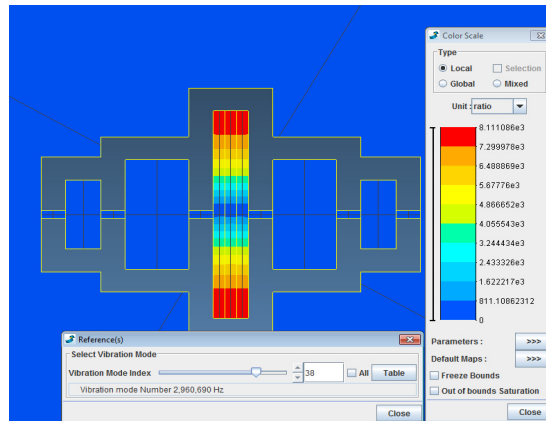 Color Scale
Type
Local
Selection
Global
Mixed
Unit : ratio
8.111086e3
7.299978e3
6.488869e3
5.67776e3
4.866652e3
4.055543e3
3.244434e3
2.433326e3
1.622217e3
811.10862312
0
Parameters :
>>>
Default Maps :
>>>
Freeze Bounds
Out of bounds Saturation
Close
Reference(s)
Select Vibration Mode
Vibration Mode Index
38
All
Table
Vibration mode Number 2,960,690 Hz
Close